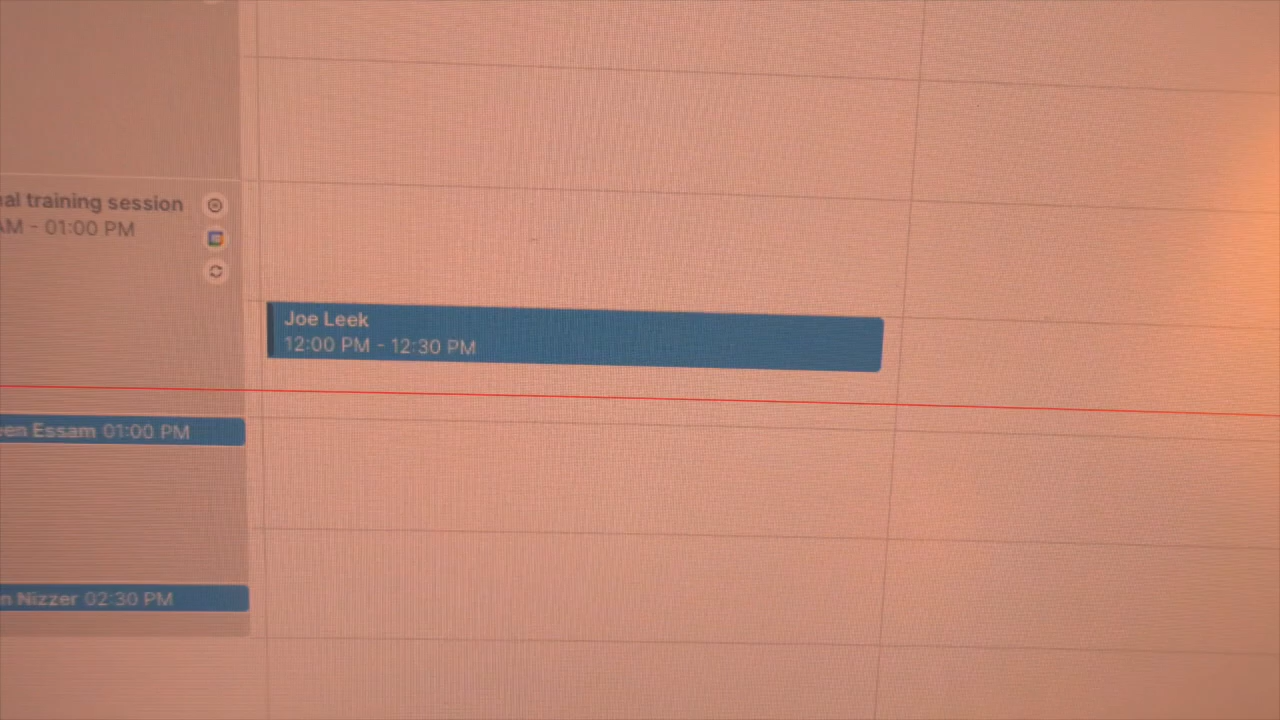 training session
- 01:00 PM
Joe Leek
12:00 PM - 12:30 PM
Essam 01:00 PM
Nizzer 02:30 PM